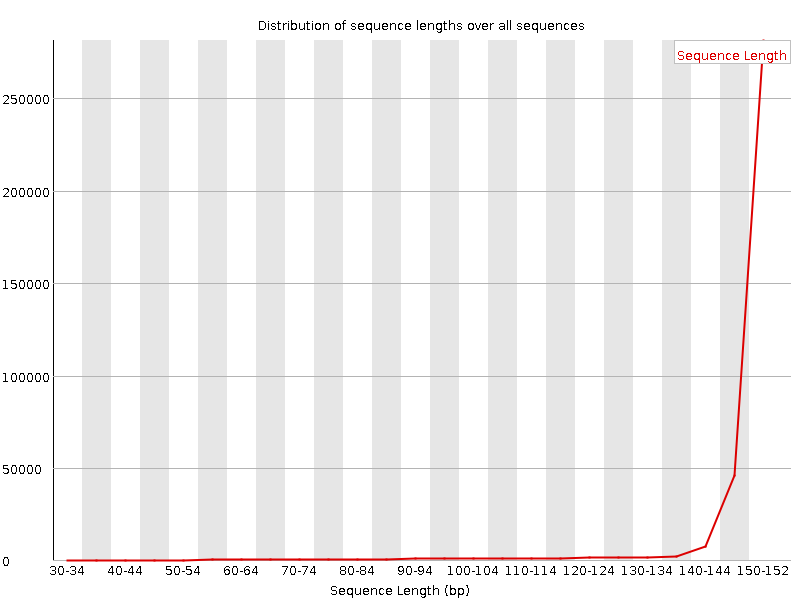 Distribution of sequence lengths over all sequences
Sequence Length
250000
200000
150000
100000
50000
0
30-34 40-44 50-54 60-64 70-74 80-84 90-94 100-104 110-114 120-124 130-134 140-144 150-152
Sequence Length (bp)